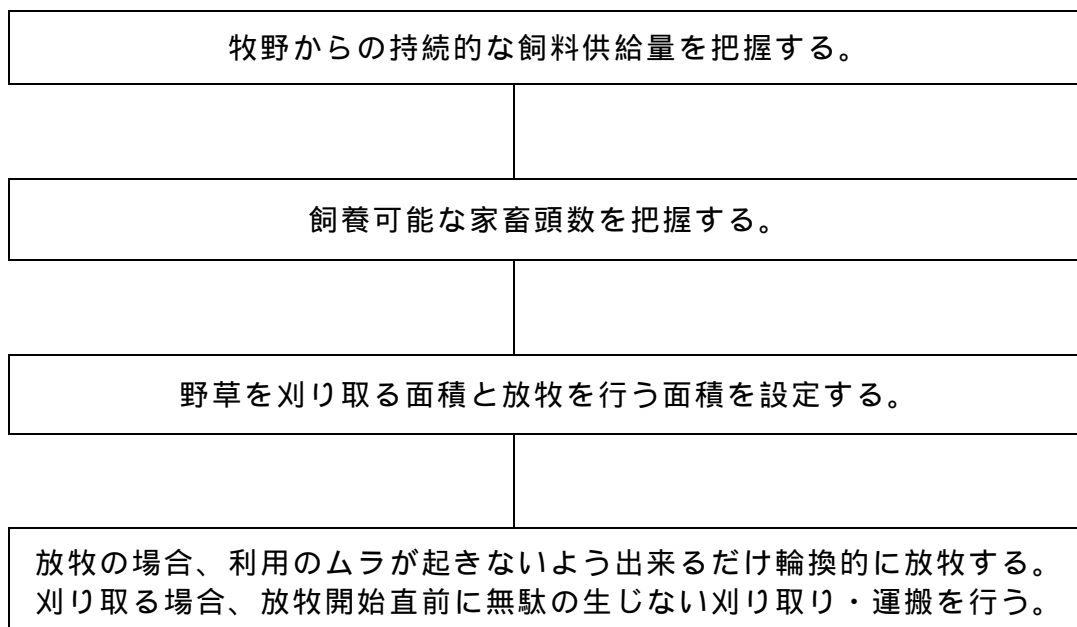 牧野からの持続的な飼料供給量を把握する。
飼養可能な家畜頭数を把握する。
野草を刈り取る面積と放牧を行う面積を設定する。
放牧の場合、利用のムラが起きないよう出来るだけ輪換的に放牧する。
刈り取る場合、放牧開始直前に無駄の生じない刈り取り・運搬を行う。